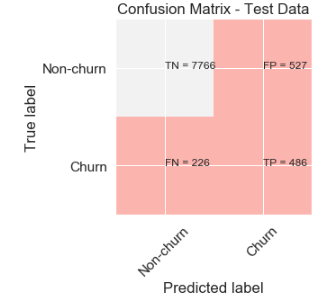 Confusion Matrix - Test Data
True label
Non-churn
TN = 7766
FP = 527
Churn
FN = 226
TP = 486
Non-churn
Churn
Predicted label